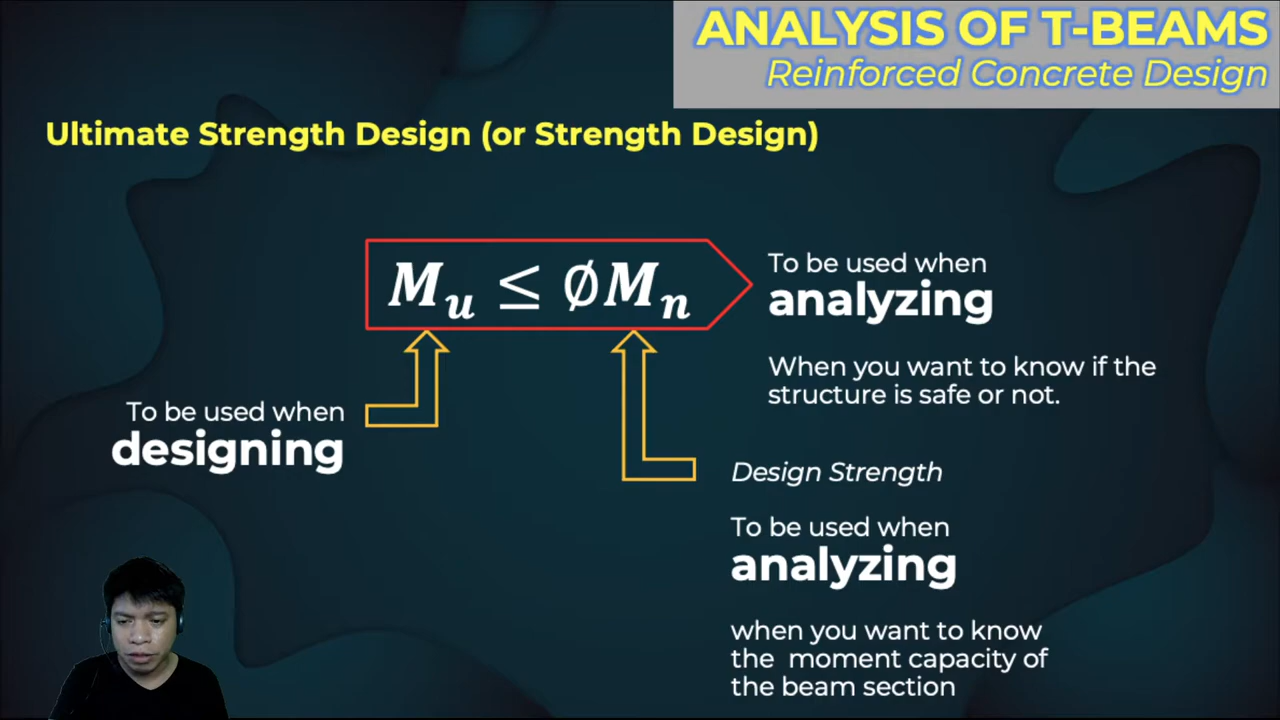 ANALYSIS OF T-BEAMS
Reinforced Concrete Design
Ultimate Strength Design (or Strength Design)
𝑴ᵤ ≤ ∅𝑴ₙ
To be used when
analyzing
When you want to know if the
structure is safe or not.
To be used when
designing
Design Strength
To be used when
analyzing
when you want to know
the moment capacity of
the beam section